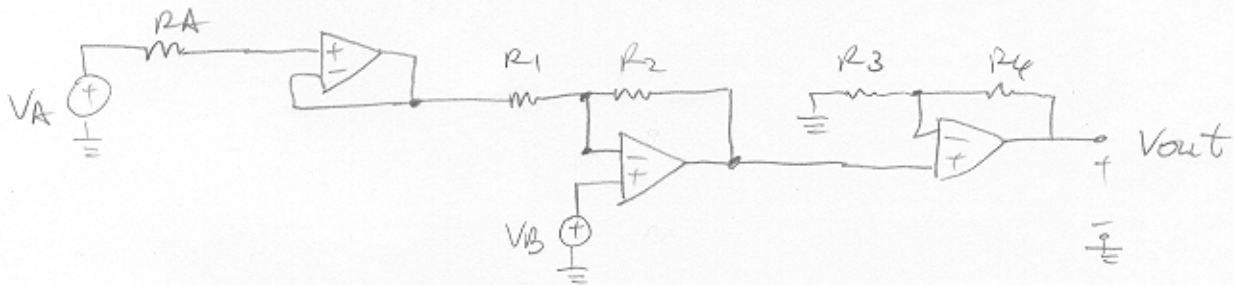 RA
R1
R2
R3
R4
+
-
VA
+
-
+
VB
+
-
+
Vout
+
-
+